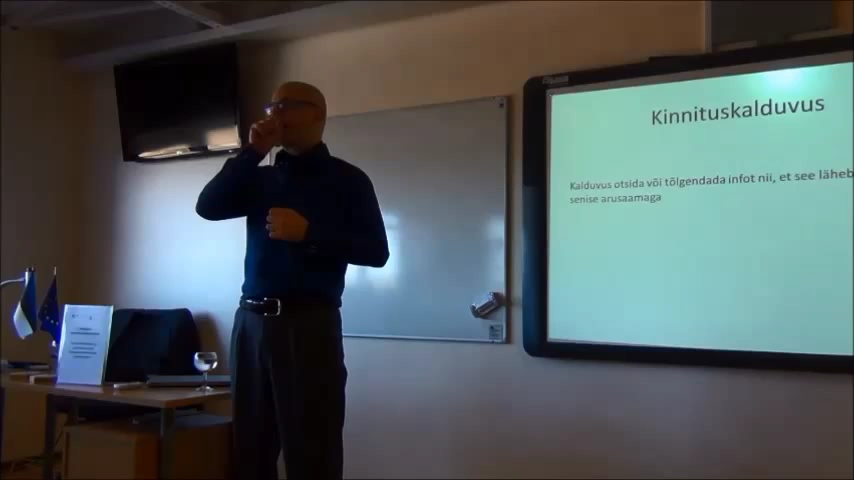 Kinnituskalduvus
Kalduvus otsida või tõlgendada infot nii, et see läheb
senise arusaamaga